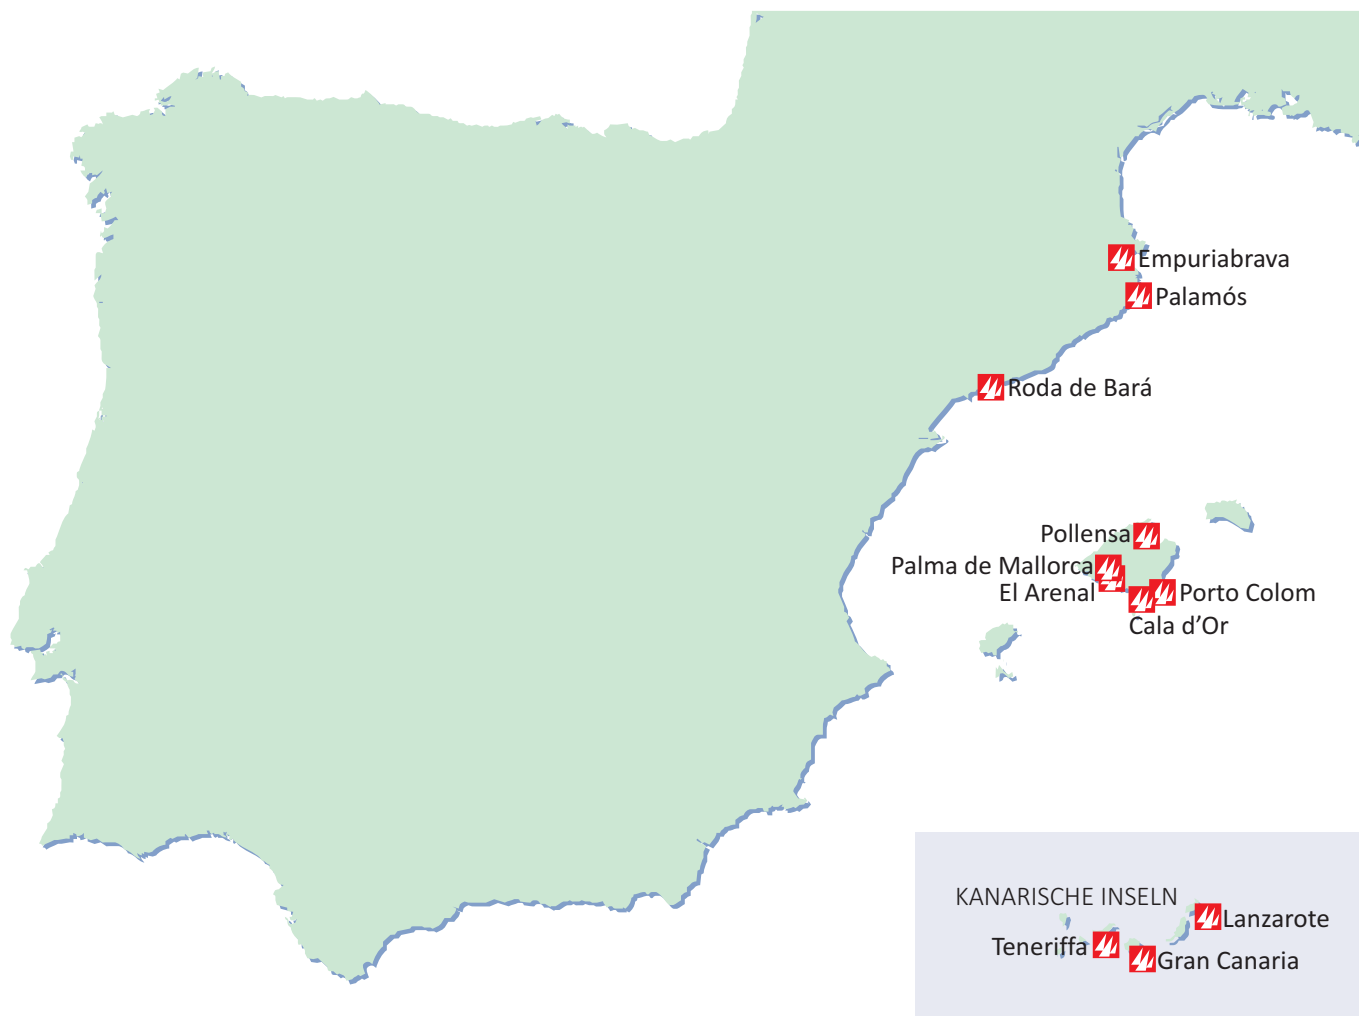 Empuriabrava
Palamós
Roda de Bará
Pollensa
Palma de Mallorca
El Arenal
Porto Colom
Cala d’Or
KANARISCHE INSELN
Lanzarote
Teneriffa
Gran Canaria